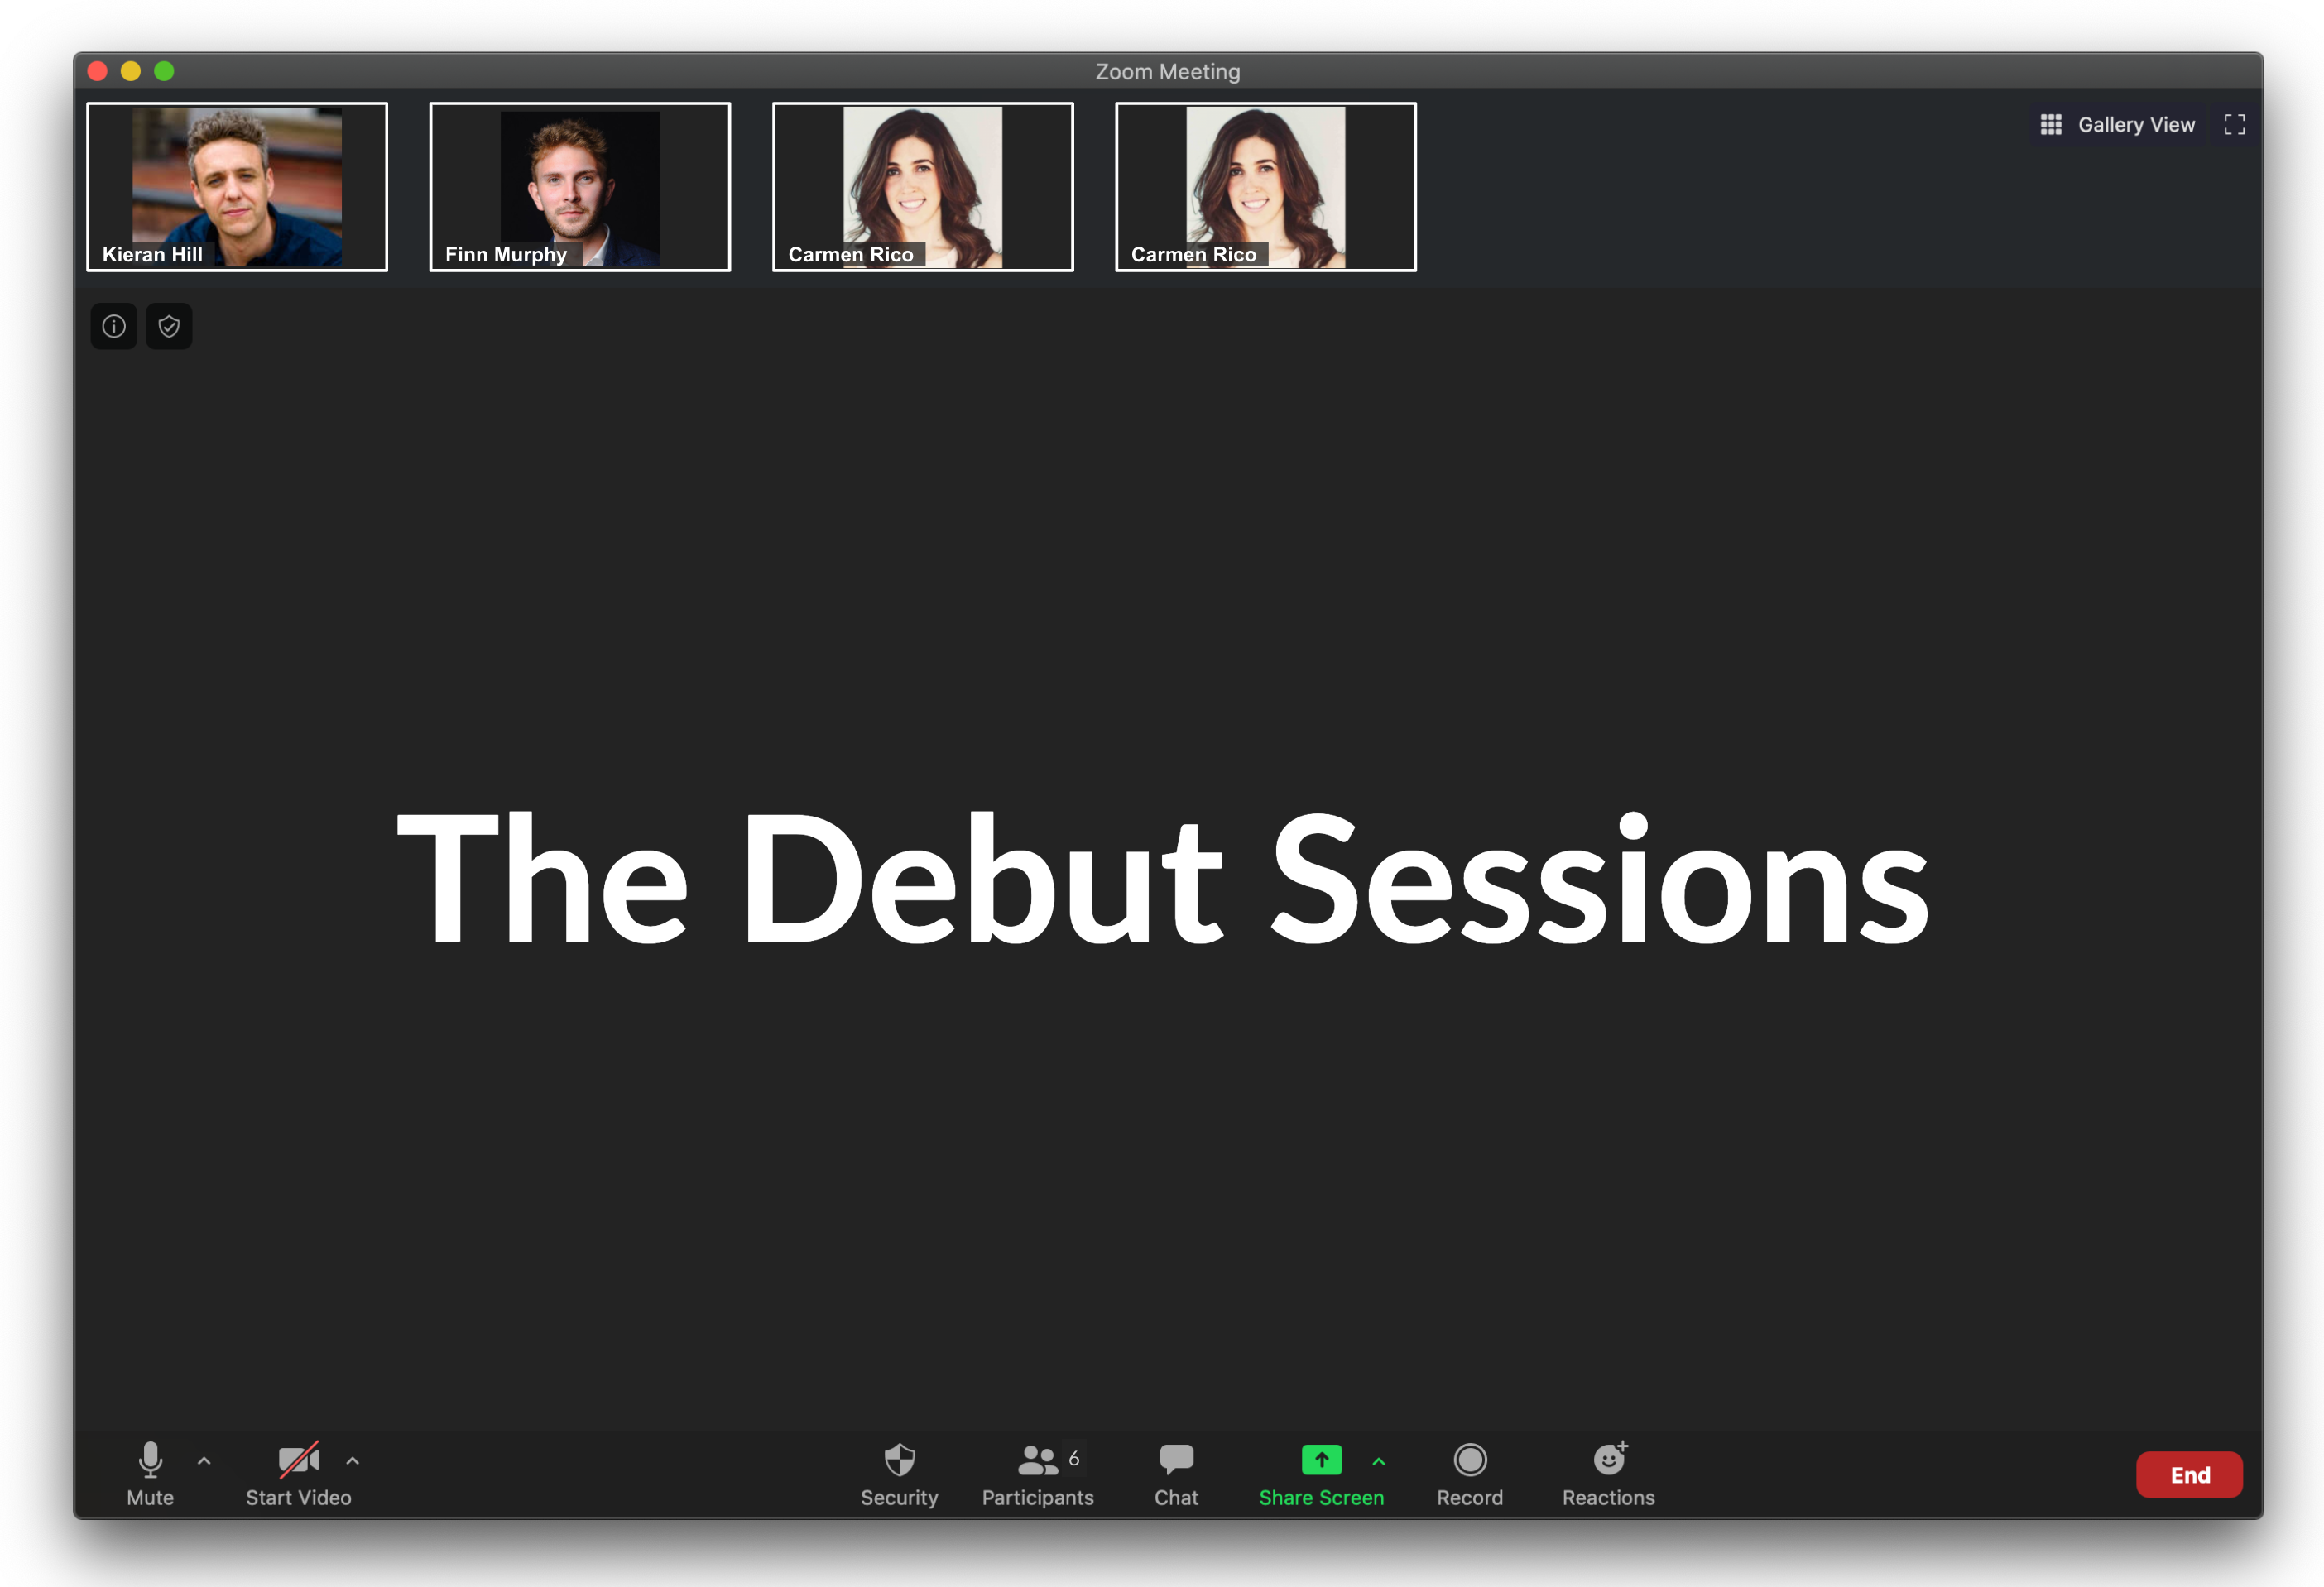 Zoom Meeting
Kieran Hill
Finn Murphy
Carmen Rico
Carmen Rico
Gallery View
The Debut Sessions
6
Mute
Start Video
Security
Participants
Chat
Share Screen
Record
Reactions
End